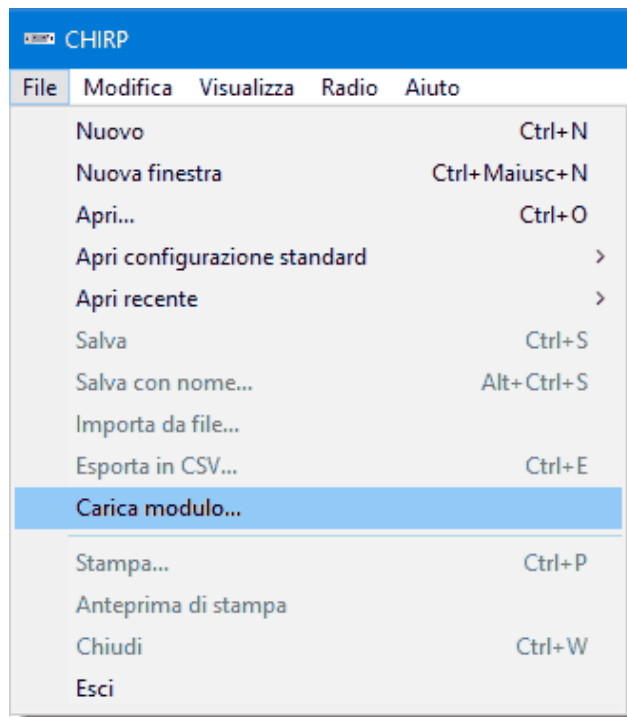 CHIRP
File Modifica Visualizza Radio Aiuto
Nuovo Ctrl+N
Nuova finestra Ctrl+Maiusc+N
Apri... Ctrl+O
Apri configurazione standard
Apri recente
Salva Ctrl+S
Salva con nome... Alt+Ctrl+S
Importa da file...
Esporta in CSV... Ctrl+E
Carica modulo...
Stampa... Ctrl+P
Anteprima di stampa
Chiudi Ctrl+W
Esci